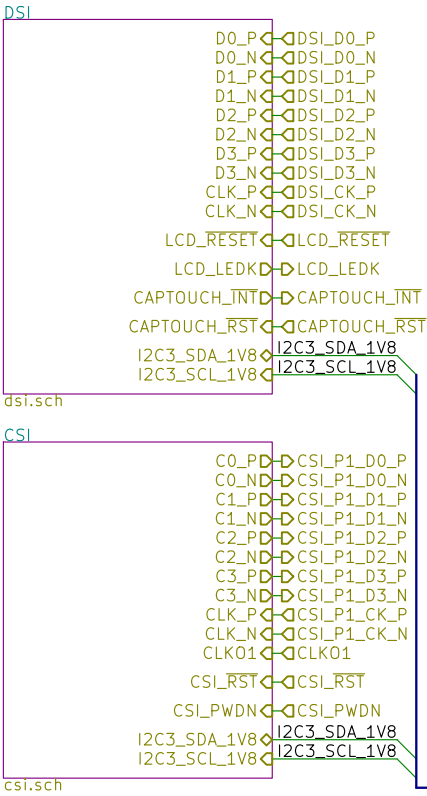 DSI
D0_P DSI_D0_P
D0_N DSI_D0_N
D1_P DSI_D1_P
D1_N DSI_D1_N
D2_P DSI_D2_P
D2_N DSI_D2_N
D3_P DSI_D3_P
D3_N DSI_D3_N
CLK_P DSI_CK_P
CLK_N DSI_CK_N
LCD_RESET LCD_RESET
LCD_LEDK LCD_LEDK
CAPTOUCH_INT CAPTOUCH_INT
CAPTOUCH_RST CAPTOUCH_RST
I2C3_SDA_1V8 I2C3_SDA_1V8
I2C3_SCL_1V8 I2C3_SCL_1V8
dsi.sch
CSI
C0_P CSI_P1_D0_P
C0_N CSI_P1_D0_N
C1_P CSI_P1_D1_P
C1_N CSI_P1_D1_N
C2_P CSI_P1_D2_P
C2_N CSI_P1_D2_N
C3_P CSI_P1_D3_P
C3_N CSI_P1_D3_N
CLK_P CSI_P1_CK_P
CLK_N CSI_P1_CK_N
CLKO1 CLKO1
CSI_RST CSI_RST
CSI_PWDN CSI_PWDN
I2C3_SDA_1V8 I2C3_SDA_1V8
I2C3_SCL_1V8 I2C3_SCL_1V8
csi.sch